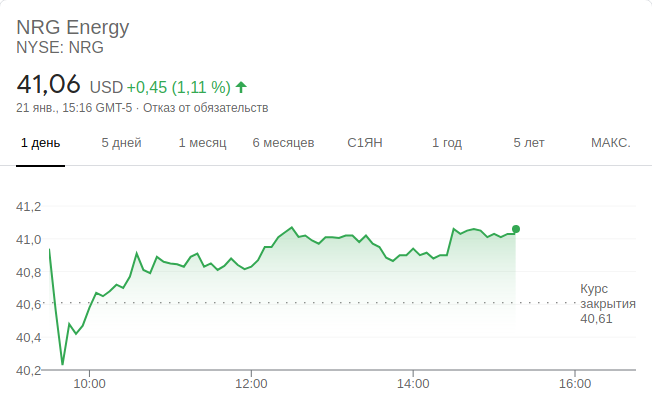 NRG Energy
NYSE: NRG
41,06 USD +0,45 (1,11 %)
21 янв., 15:16 GMT-5 · Отказ от обязательств
1 день 5 дней 1 месяц 6 месяцев С1ЯН 1 год 5 лет МАКС.
41,2
41,0
40,8
40,6
40,4
40,2
Курс
закрытия
40,61
10:00 12:00 14:00 16:00